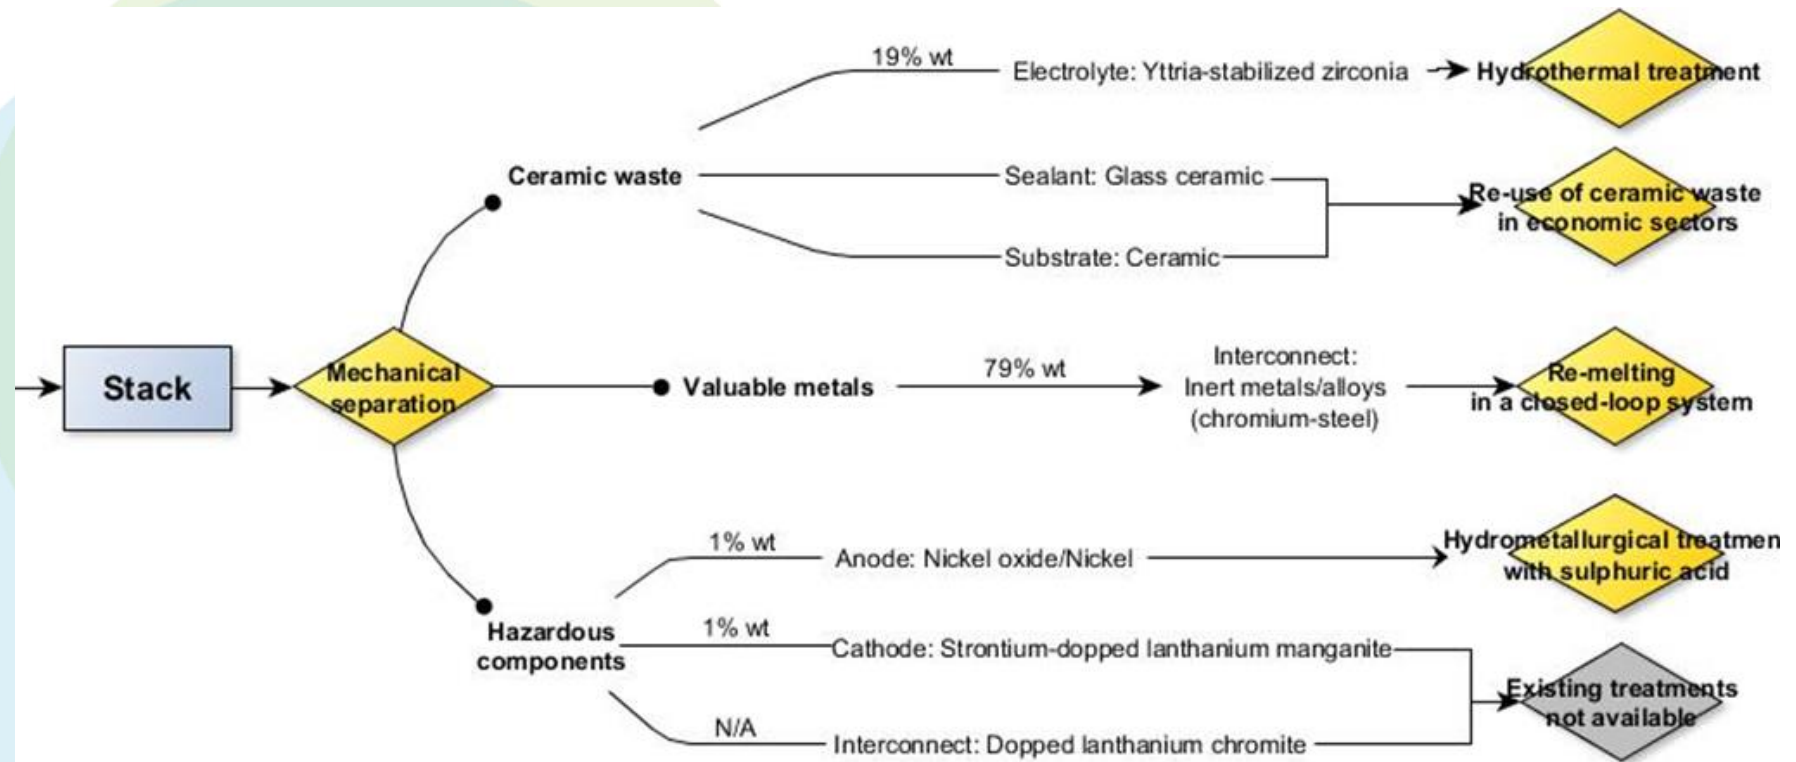 19% wt
Electrolyte: Yttria-stabilized zirconia
Hydrothermal treatment
Ceramic waste
Sealant: Glass ceramic
Re-use of ceramic waste
in economic sectors
Substrate: Ceramic
Stack
Mechanical
separation
Valuable metals
79% wt
Interconnect:
Inert metals/alloys
(chromium-steel)
Re-melting
in a closed-loop system
Hazardous
components
1% wt
Anode: Nickel oxide/Nickel
Hydrometallurgical treatmen
with sulphuric acid
1% wt
Cathode: Strontium-dopped lanthanium manganite
Existing treatments
not available
N/A
Interconnect: Dopped lanthanium chromite